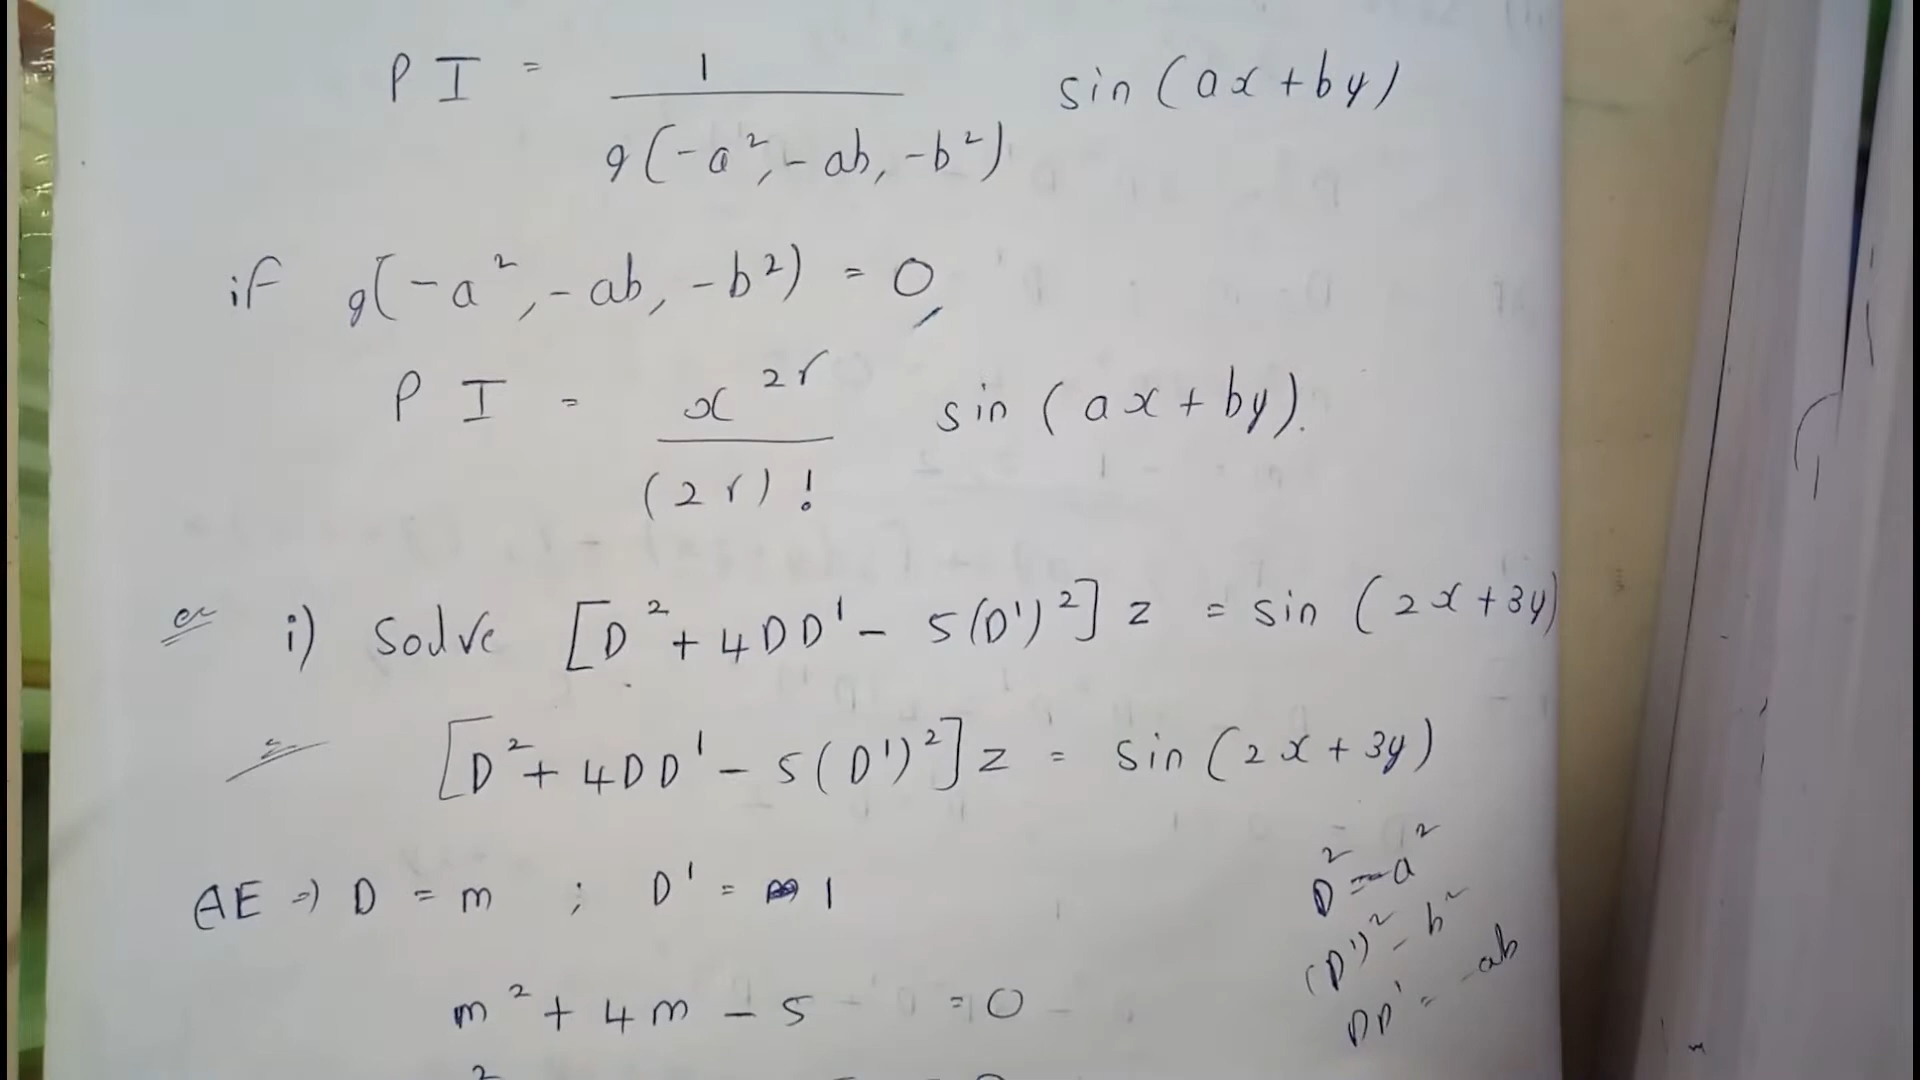 PI = 1 / g(-a², -ab, -b²) sin(ax+by)
if g(-a², -ab, -b²) = 0,
PI = x^2r / (2r)! sin(ax+by).
i) Solve [D² + 4DD' - 5(D')²] z = sin(2x+3y)
[D² + 4DD' - 5(D')²] z = sin(2x+3y)
AE ⇒ D = m ; D' = 1
D² = -a²
(D')² - b²
DD' = -ab
m² + 4m - 5 = 0